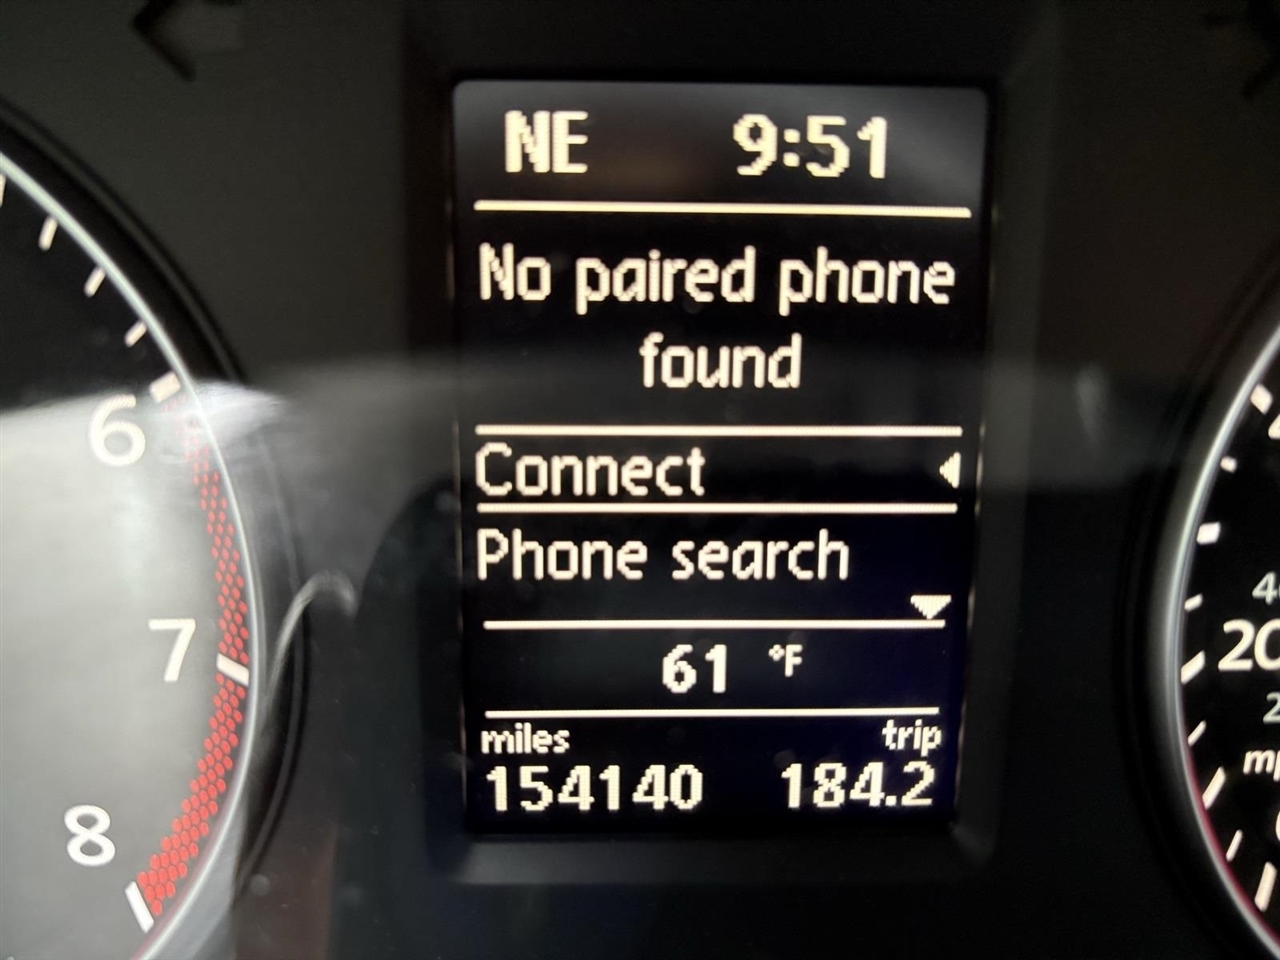 NE 9:51
No paired phone
found
Connect
Phone search
61 °F
miles trip
154140 184.2
6
7
8
20